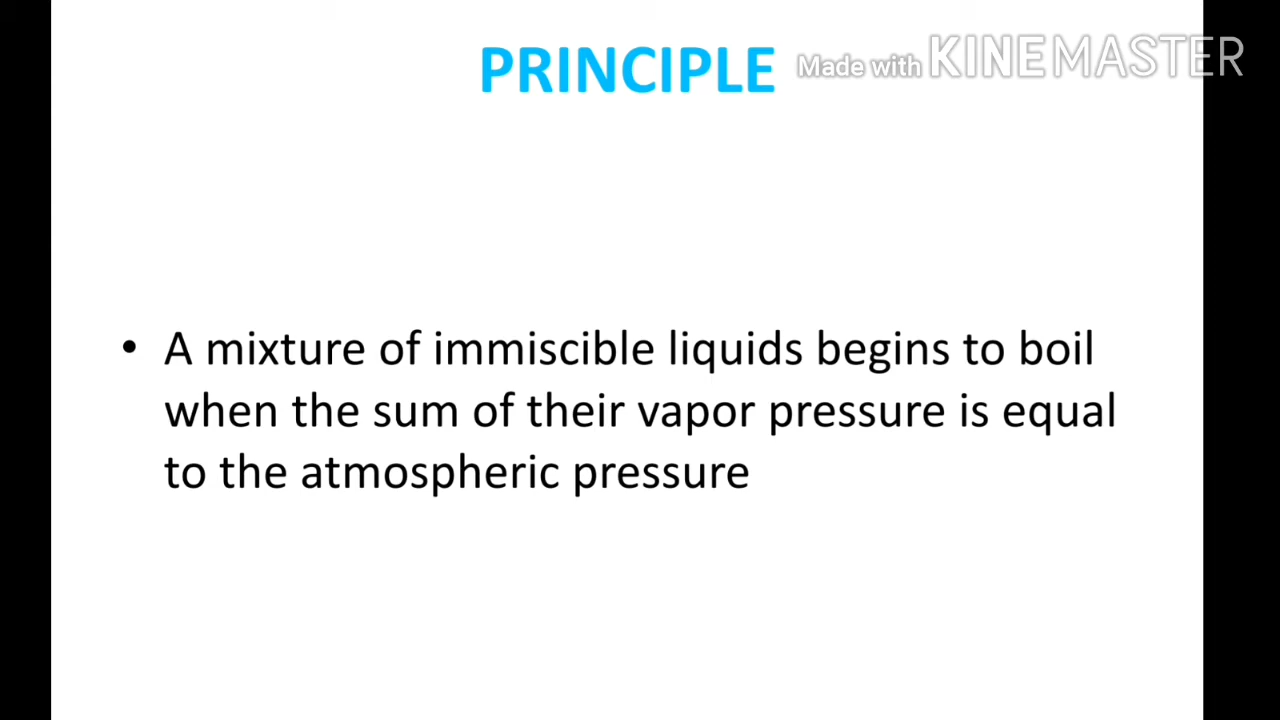 PRINCIPLE
Made with KINEMASTER
• A mixture of immiscible liquids begins to boil
when the sum of their vapor pressure is equal
to the atmospheric pressure